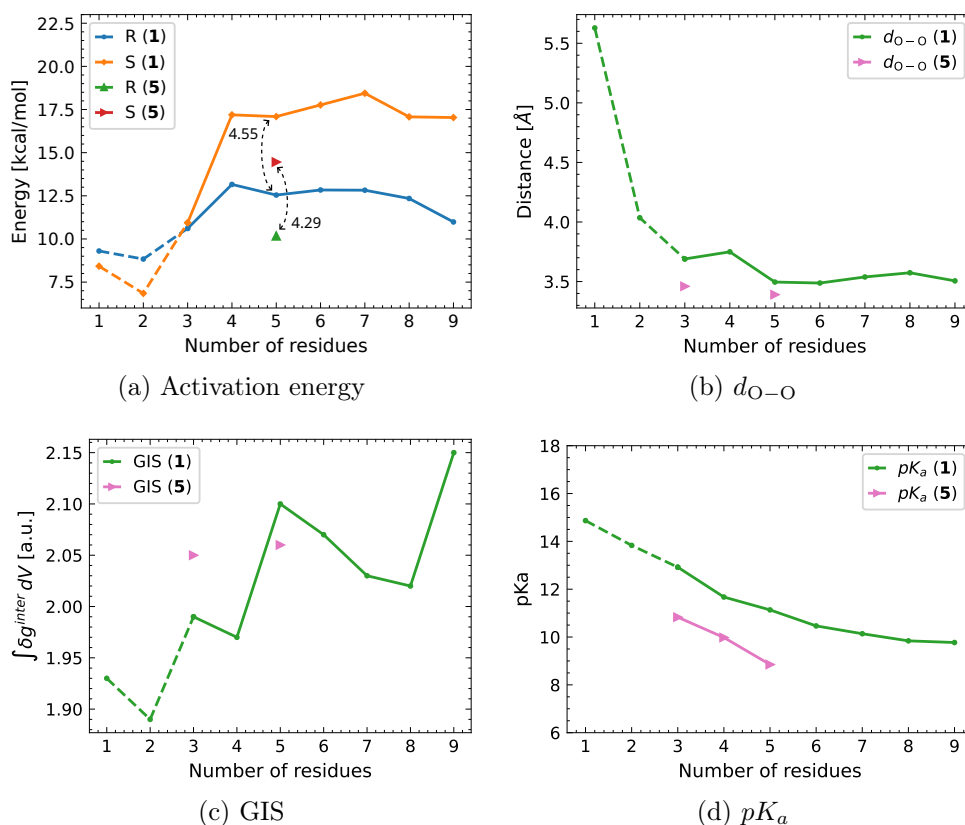 22.5
20.0
17.5
15.0
12.5
10.0
7.5
Energy [kcal/mol]
R (1)
S (1)
R (5)
S (5)
4.55
4.29
1 2 3 4 5 6 7 8 9
Number of residues
(a) Activation energy
5.5
5.0
4.5
4.0
3.5
Distance [Å]
d_{O−O} (1)
d_{O−O} (5)
1 2 3 4 5 6 7 8 9
Number of residues
(b) d_{O−O}
2.15
2.10
2.05
2.00
1.95
1.90
∫ δg^{inter} dV [a.u.]
GIS (1)
GIS (5)
1 2 3 4 5 6 7 8 9
Number of residues
(c) GIS
18
16
14
12
10
8
6
pKa
pK_a (1)
pK_a (5)
1 2 3 4 5 6 7 8 9
Number of residues
(d) pK_a